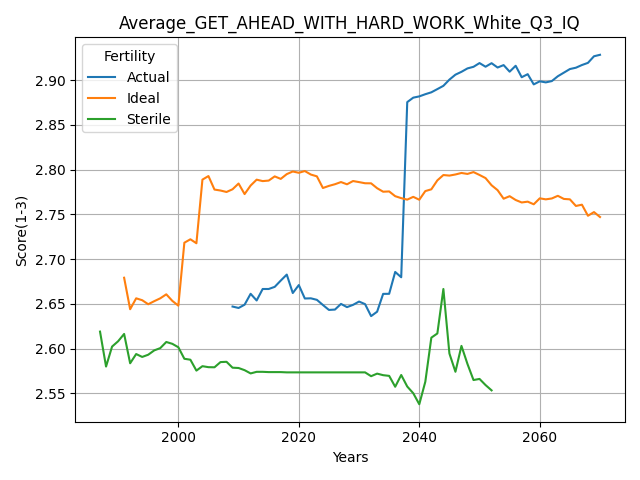 Average_GET_AHEAD_WITH_HARD_WORK_White_Q3_IQ
Fertility
Actual
Ideal
Sterile
Score(1-3)
2.90
2.85
2.80
2.75
2.70
2.65
2.60
2.55
2000 2020 2040 2060
Years